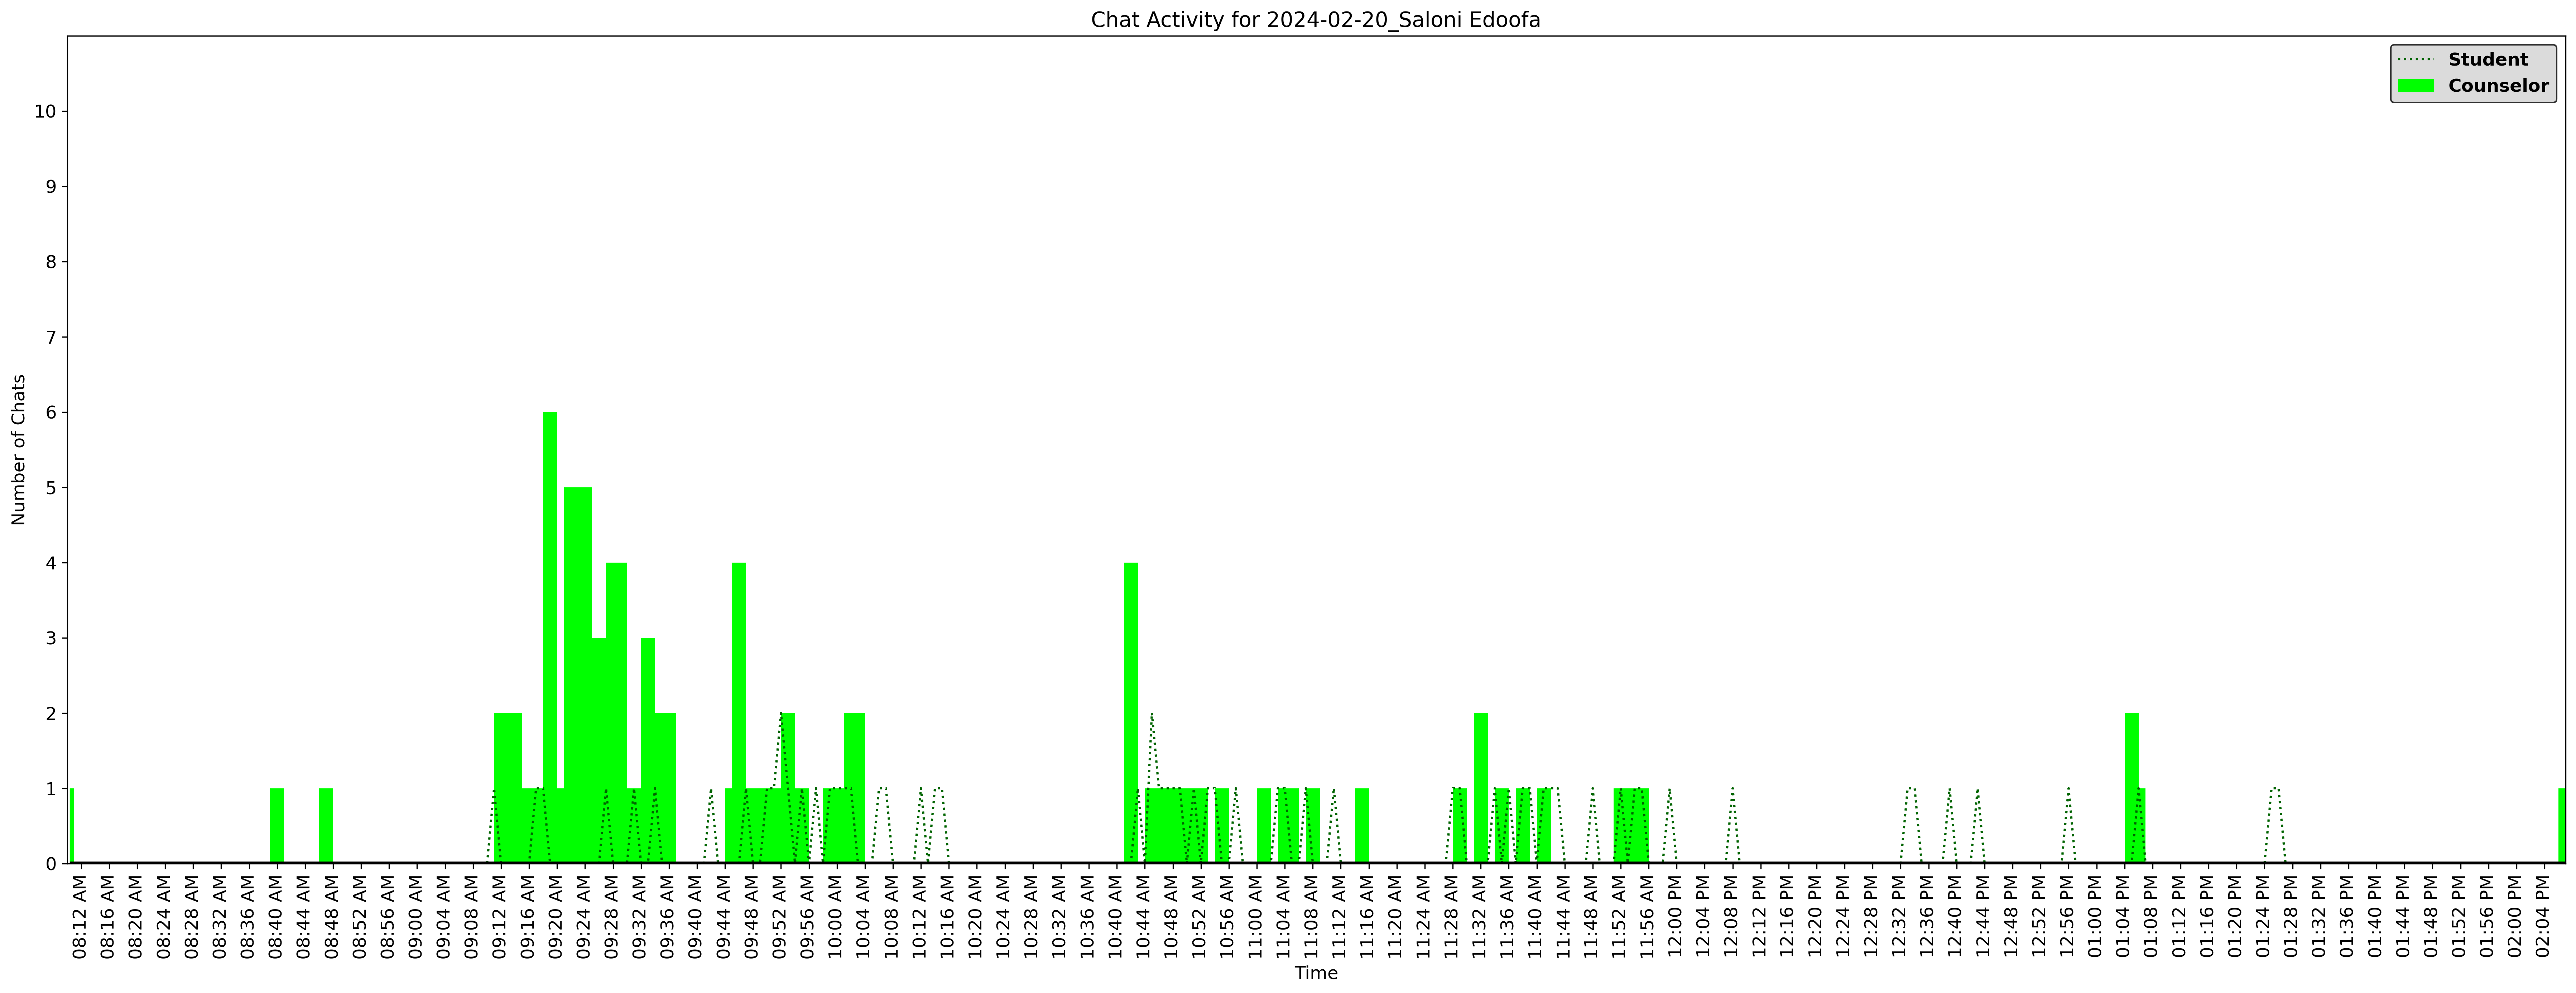 Chat Activity for 2024-02-20_Saloni Edoofa
Student
Counselor
Number of Chats
10
9
8
7
6
5
4
3
2
1
0
08:12 AM
08:16 AM
08:20 AM
08:24 AM
08:28 AM
08:32 AM
08:36 AM
08:40 AM
08:44 AM
08:48 AM
08:52 AM
08:56 AM
09:00 AM
09:04 AM
09:08 AM
09:12 AM
09:16 AM
09:20 AM
09:24 AM
09:28 AM
09:32 AM
09:36 AM
09:40 AM
09:44 AM
09:48 AM
09:52 AM
09:56 AM
10:00 AM
10:04 AM
10:08 AM
10:12 AM
10:16 AM
10:20 AM
10:24 AM
10:28 AM
10:32 AM
10:36 AM
10:40 AM
10:44 AM
10:48 AM
10:52 AM
10:56 AM
11:00 AM
11:04 AM
11:08 AM
11:12 AM
11:16 AM
11:20 AM
11:24 AM
11:28 AM
11:32 AM
11:36 AM
11:40 AM
11:44 AM
11:48 AM
11:52 AM
11:56 AM
12:00 PM
12:04 PM
12:08 PM
12:12 PM
12:16 PM
12:20 PM
12:24 PM
12:28 PM
12:32 PM
12:36 PM
12:40 PM
12:44 PM
12:48 PM
12:52 PM
12:56 PM
01:00 PM
01:04 PM
01:08 PM
01:12 PM
01:16 PM
01:20 PM
01:24 PM
01:28 PM
01:32 PM
01:36 PM
01:40 PM
01:44 PM
01:48 PM
01:52 PM
01:56 PM
02:00 PM
02:04 PM
Time